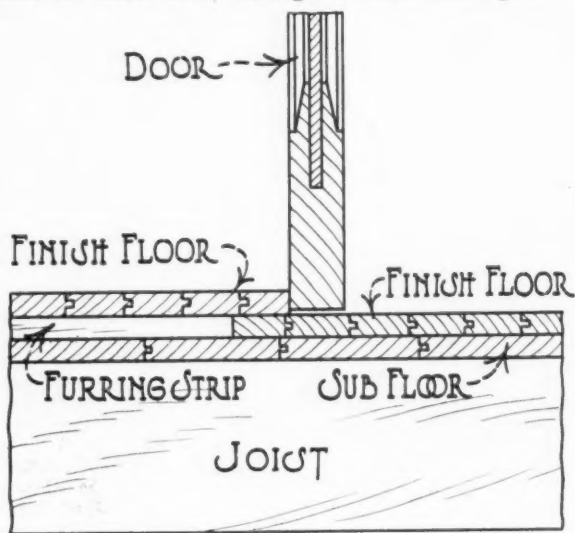 DOOR
FINISH FLOOR
FINISH FLOOR
FURRING STRIP
SUB FLOOR
JOIST